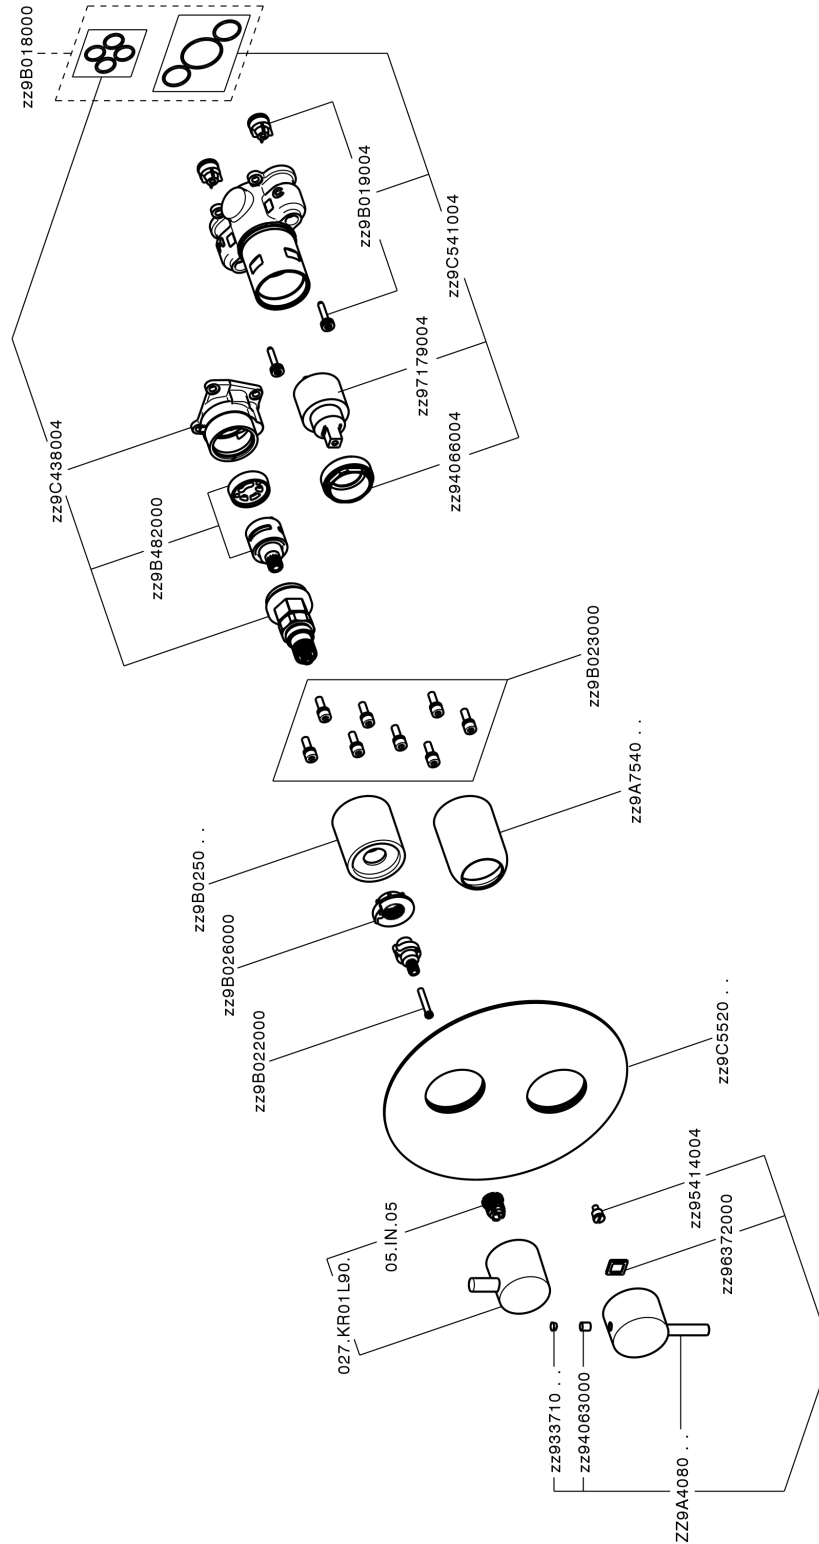 zz9B018000
zz9B019004
zz9C541004
zz97179004
zz94066004
zz9C438004
zz9B482000
zz9B023000
zz9A7540 . .
zz9B0250 . .
zz9B026000
zz9B022000
zz9C5520 . .
zz95414004
zz96372000
05.IN.05
027.KR01L90.
zz933710 . .
zz94063000
ZZ9A4080 . .